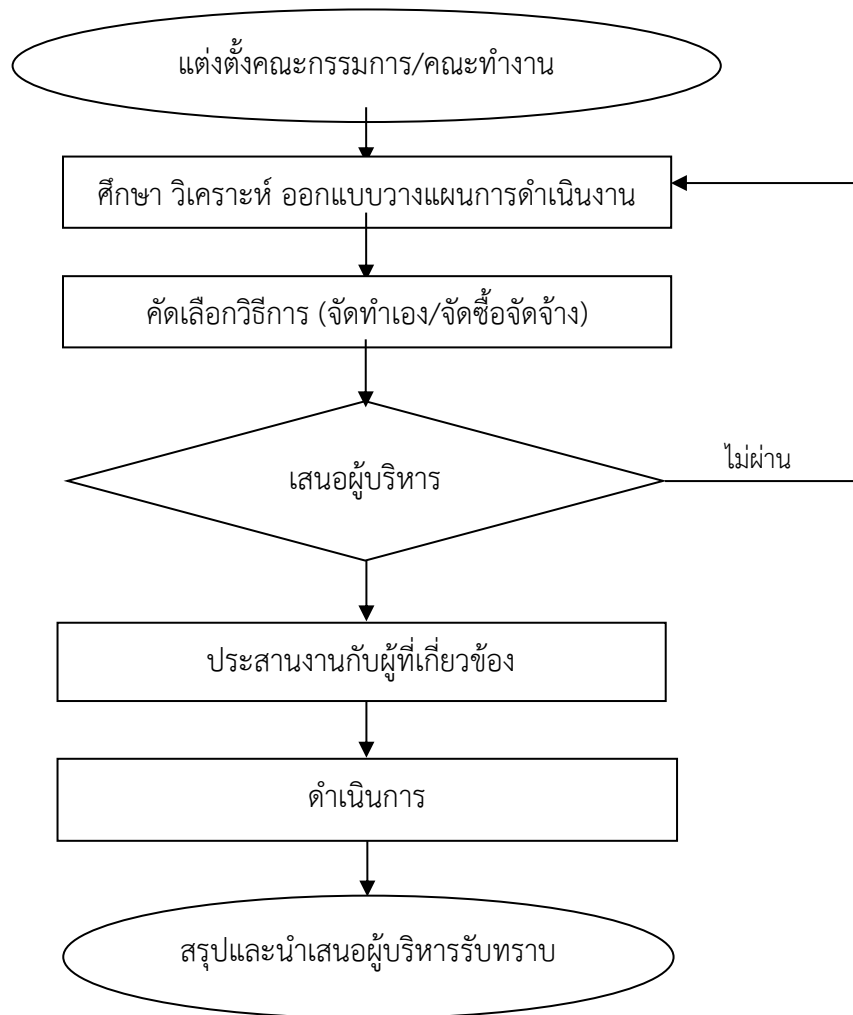 แต่งตั้งคณะกรรมการ/คณะทำงาน
ศึกษา วิเคราะห์ ออกแบบวางแผนการดำเนินงาน
คัดเลือกวิธีการ (จัดทำเอง/จัดซื้อจัดจ้าง)
เสนอผู้บริหาร
ไม่ผ่าน
ประสานงานกับผู้ที่เกี่ยวข้อง
ดำเนินการ
สรุปและนำเสนอผู้บริหารรับทราบ